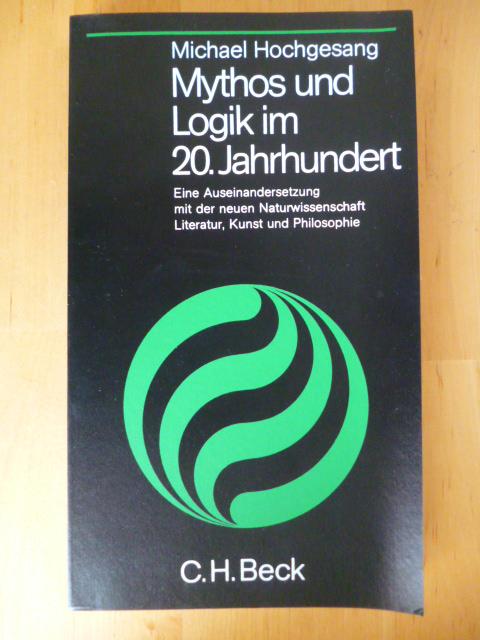 Michael Hochgesang
Mythos und
Logik im
20. Jahrhundert
Eine Auseinandersetzung
mit der neuen Naturwissenschaft
Literatur, Kunst und Philosophie
C.H.Beck